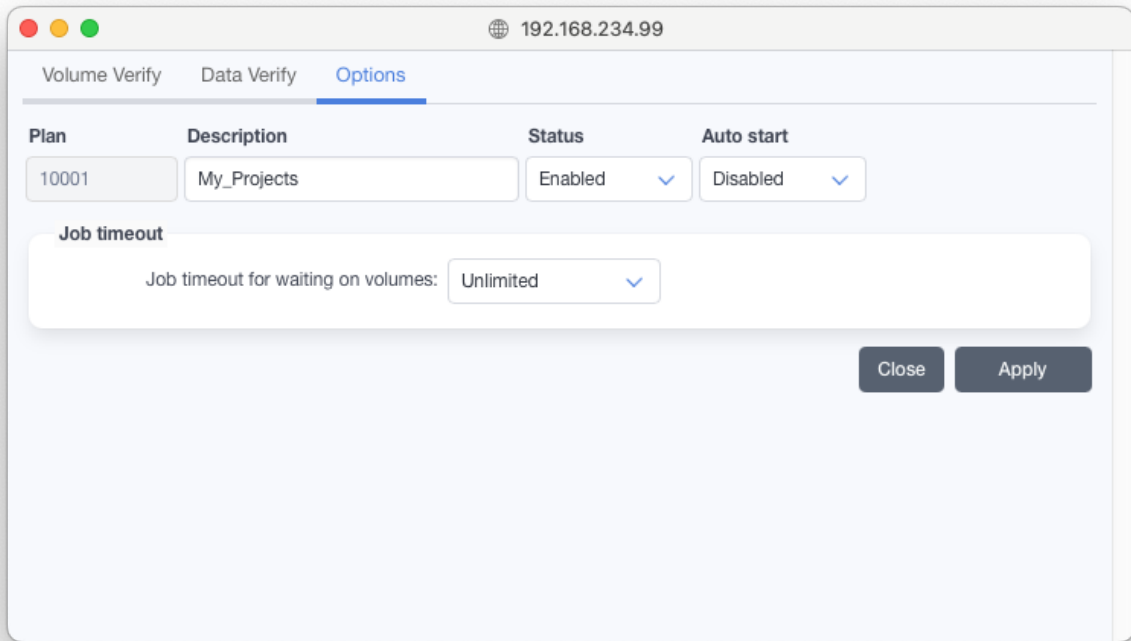 192.168.234.99
Volume Verify Data Verify Options
Plan Description Status Auto start
10001 My_Projects Enabled Disabled
Job timeout
Job timeout for waiting on volumes: Unlimited
Close Apply